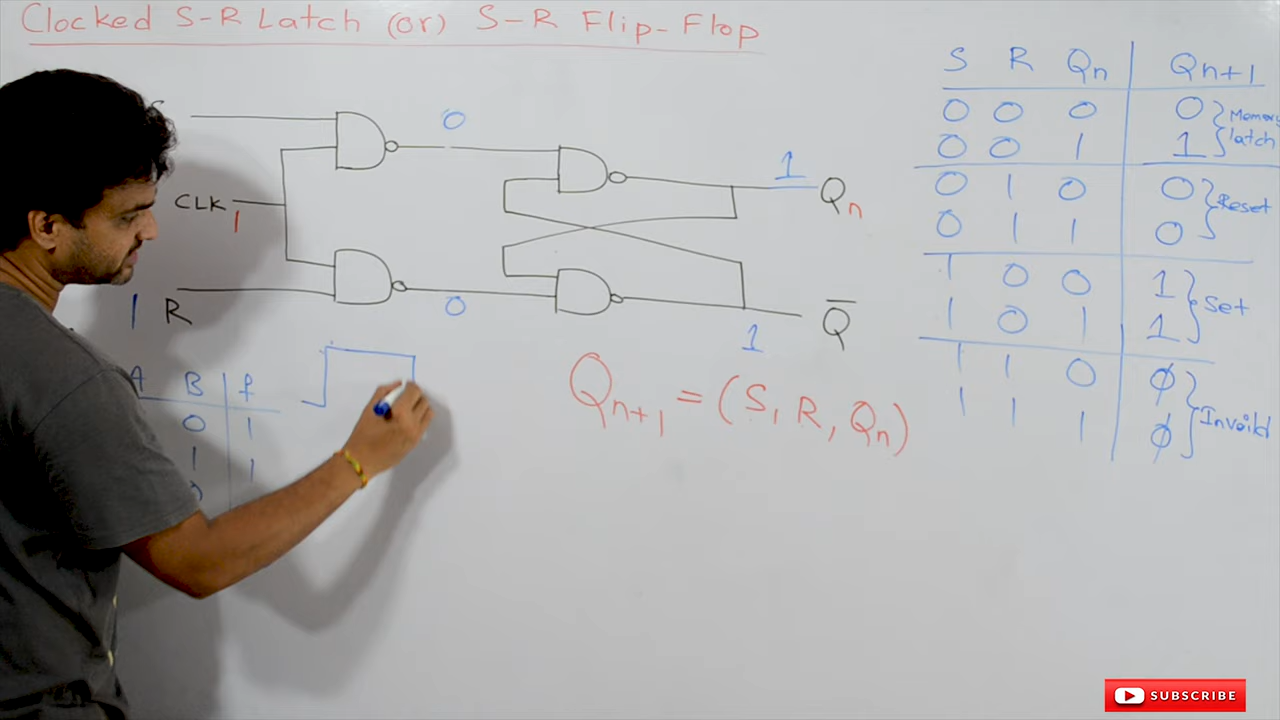 Clocked S-R Latch (or) S-R Flip-Flop
S R Qn Qn+1
0 0 0 0
0 0 1 1
Memory
Latch
0 1 0 0
0 1 1 0
Reset
1 0 0 1
1 0 1 1
Set
1 1 0 ϕ
1 1 1 ϕ
Invaild
0
1
Qn
CLK 1
1 R
0
1
Q̅
A B f
0 1
1 1
0
Qn+1 = (S, R, Qn)
SUBSCRIBE